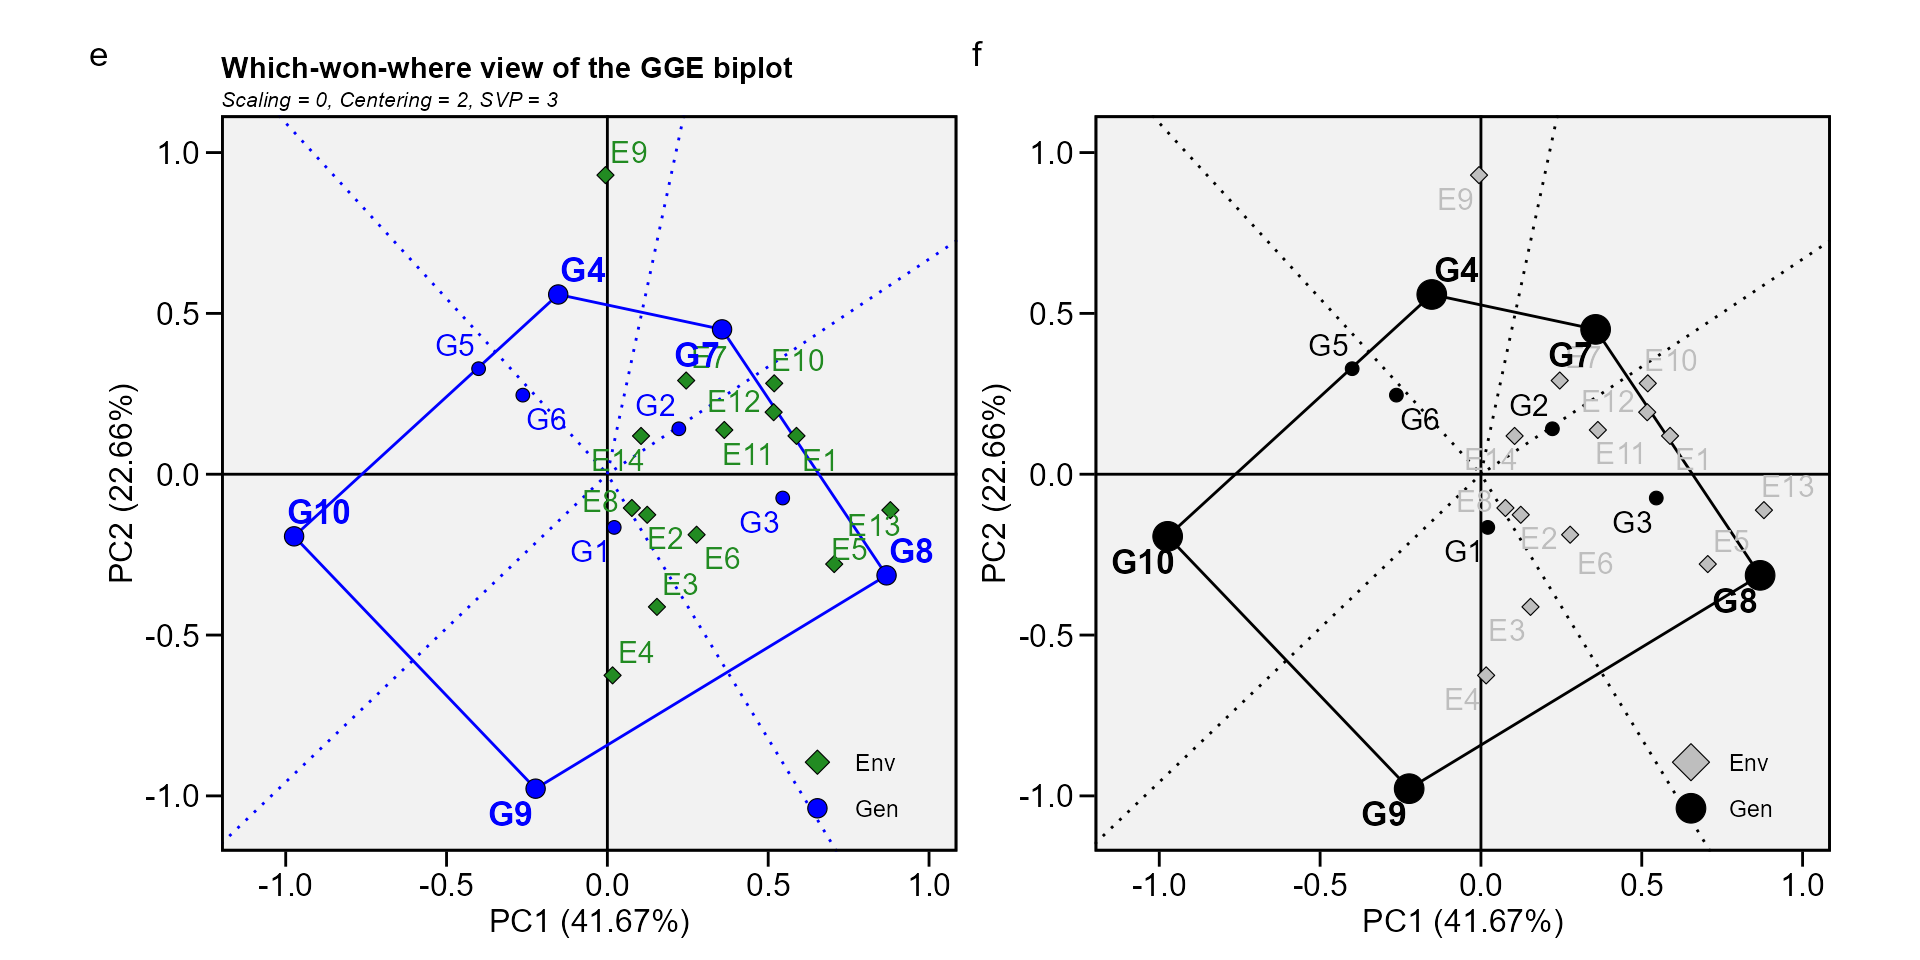 e
Which-won-where view of the GGE biplot
Scaling = 0, Centering = 2, SVP = 3
PC2 (22.66%)
1.0
0.5
0.0
-0.5
-1.0
E9
G4
G5
G7
E7
E10
G6
G2
E12
E14
E11
E1
E8
G10
G3
E13
G1
E2
E5
G8
E6
E3
E4
G9
Env
Gen
-1.0
-0.5
0.0
0.5
1.0
PC1 (41.67%)
f
PC2 (22.66%)
1.0
0.5
0.0
-0.5
-1.0
E9
G4
G5
G7
E7
E10
G6
G2
E12
E14
E11
E1
E13
E8
G3
G1
E2
E5
G10
E6
G8
E3
E4
G9
Env
Gen
-1.0
-0.5
0.0
0.5
1.0
PC1 (41.67%)